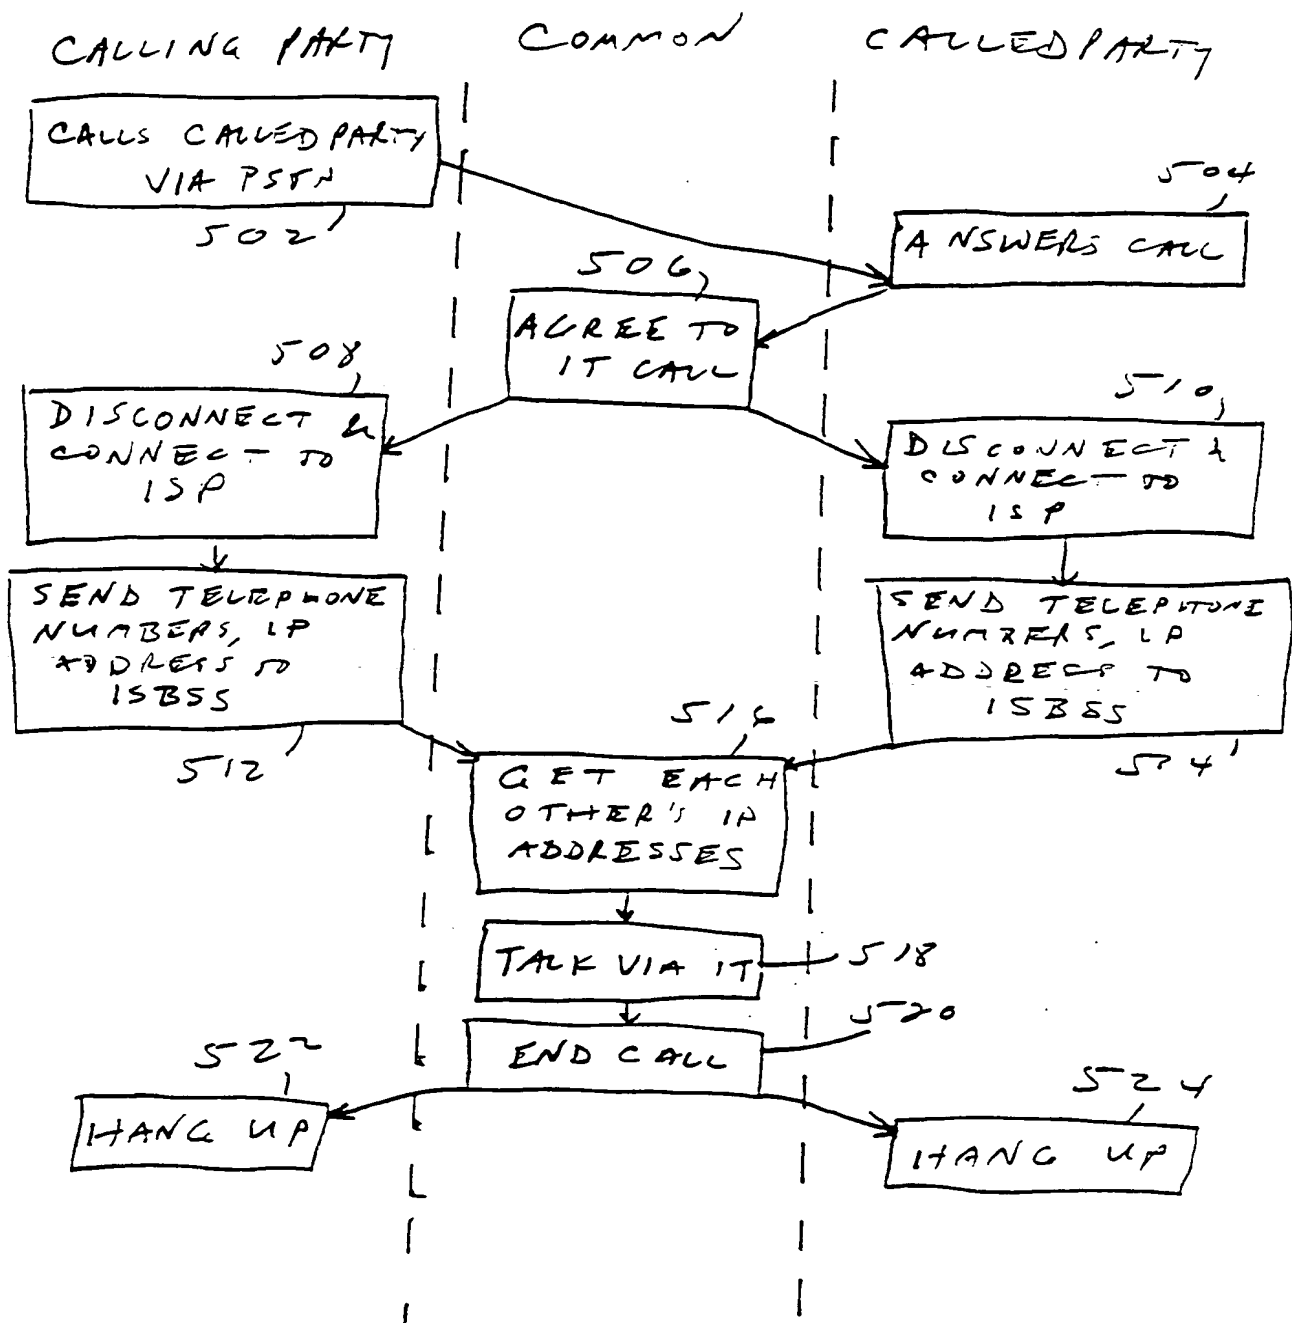 CALLING PARTY
COMMON
CALLED PARTY
CALLS CALLED PARTY
VIA PSTN
502
504
ANSWERS CALL
506
AGREE TO
IT CALL
508
DISCONNECT &
CONNECT TO
ISP
510
DISCONNECT &
CONNECT TO
ISP
SEND TELEPHONE
NUMBERS, IP
ADDRESS TO
ISBSS
512
SEND TELEPHONE
NUMBERS, IP
ADDRESS TO
ISBSS
514
516
GET EACH
OTHER'S IP
ADDRESSES
TALK VIA IT
518
END CALL
520
522
HANG UP
524
HANG UP